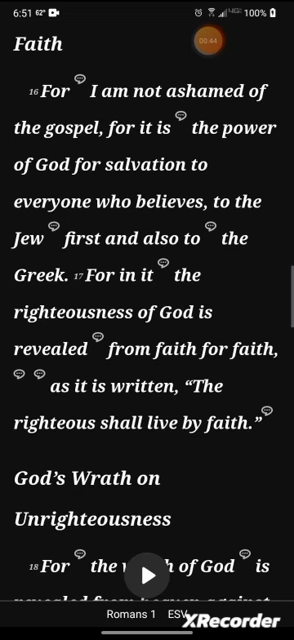 6:51 62° 100%
00:44
Faith
16 For I am not ashamed of
the gospel, for it is the power
of God for salvation to
everyone who believes, to the
Jew first and also to the
Greek. 17 For in it the
righteousness of God is
revealed from faith for faith,
as it is written, “The
righteous shall live by faith.”
God’s Wrath on
Unrighteousness
18 For the of God is
Romans 1 ESV
XRecorder